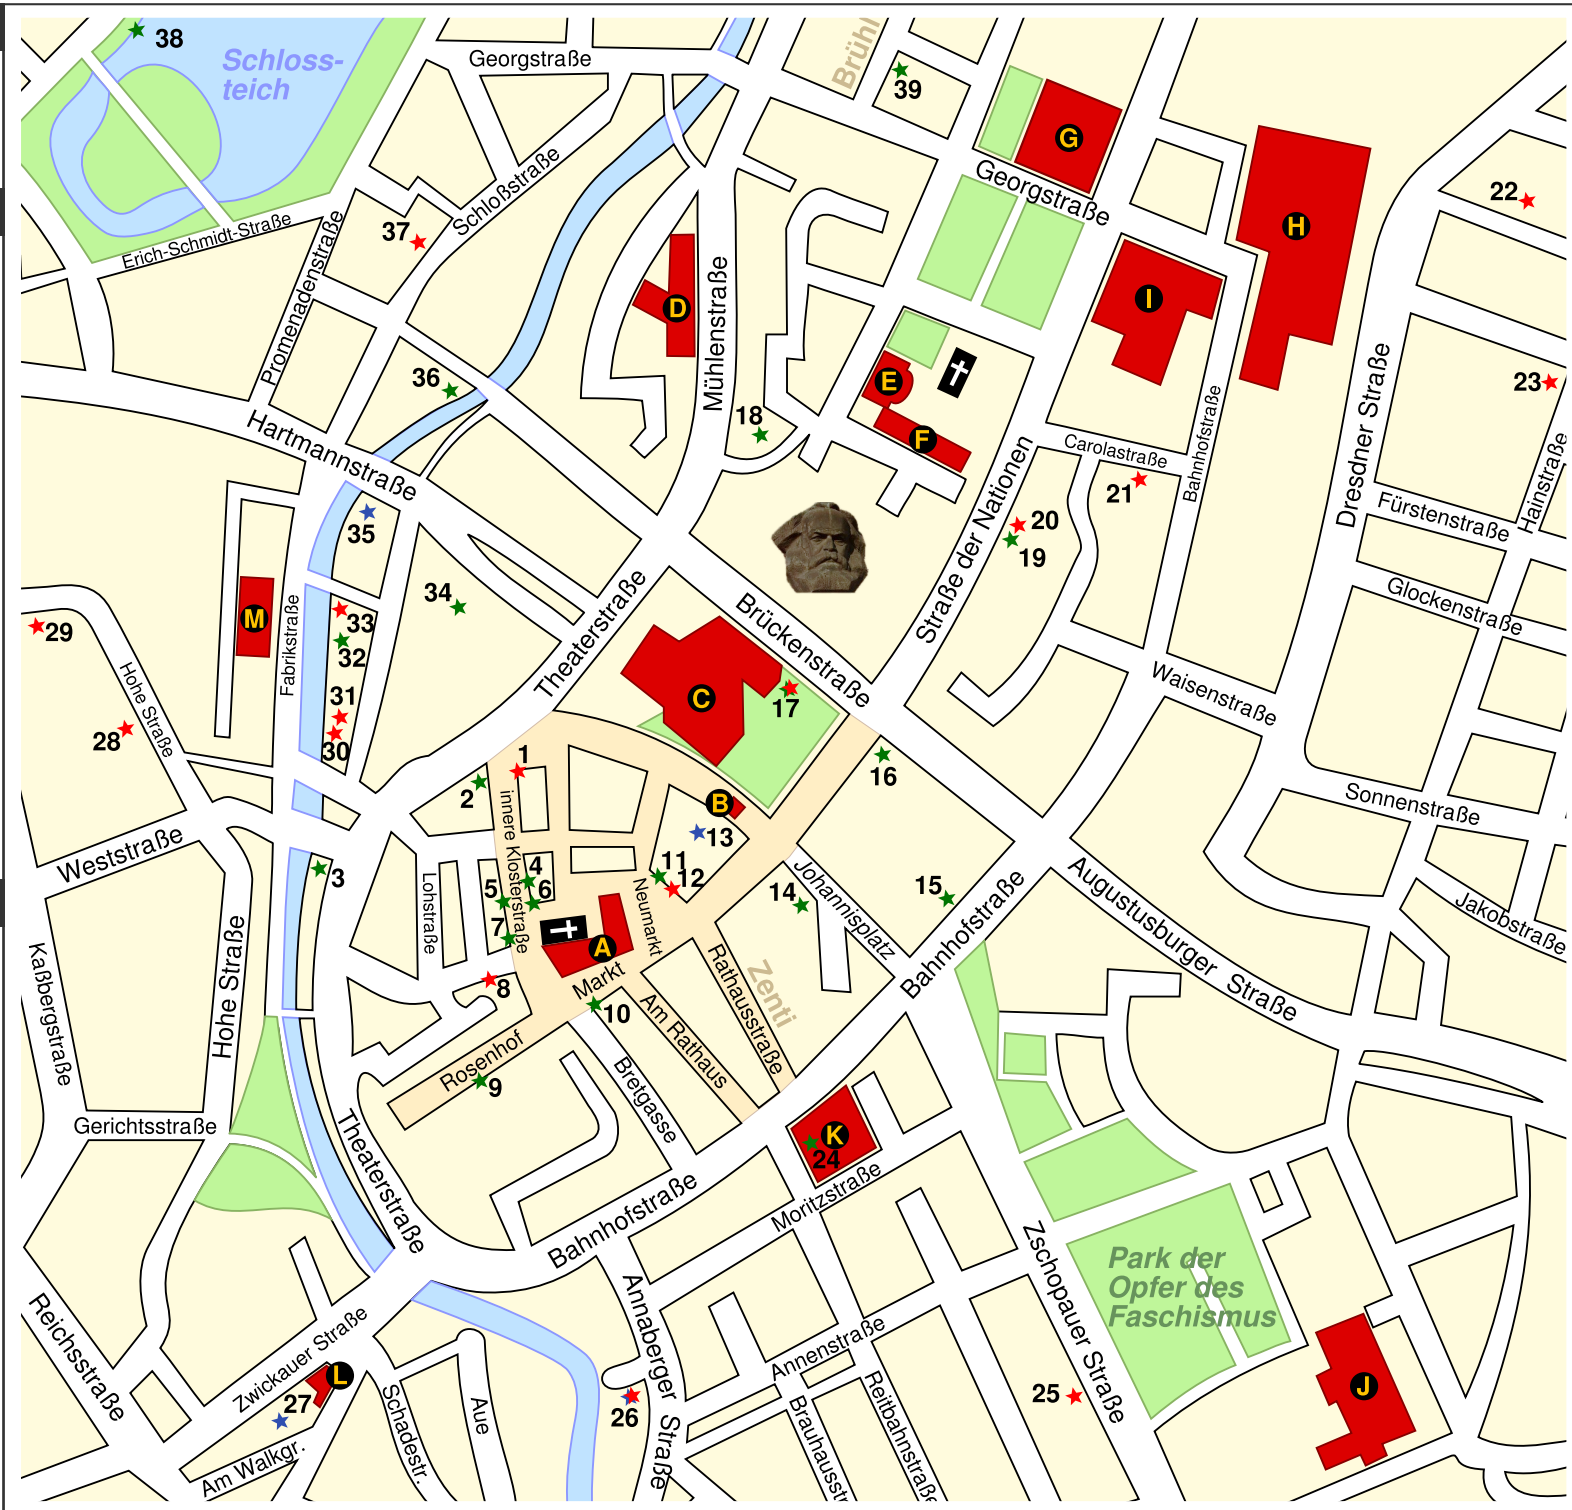 38
Schloss-
teich
Georgstraße
Brühl
39
G
Georgstraße
22
H
37
Schloßstraße
Erich-Schmidt-Straße
Promenadenstraße
D
Mühlenstraße
I
36
E
F
23
18
Hartmannstraße
Carolastraße
Bahnhofstraße
Dresdner Straße
Hainstraße
21
20
19
Straße der Nationen
Fürstenstraße
35
34
Glockenstraße
M
33
32
31
30
Fabrikstraße
29
28
Hohe Straße
Theaterstraße
Brückenstraße
C
17
Waisenstraße
16
1
2
innere Klosterstraße
B
13
Sonnenstraße
Weststraße
3
4
5
6
7
11
12
Lohstraße
Neumarkt
A
14
Johannisplatz
15
Augustusburger Straße
Jakobstraße
Bahnhofstraße
8
Markt
10
Rosenhof
9
Am Rathaus
Rathausstraße
Zenti
Bretgasse
Kaßbergstraße
Hohe Straße
Gerichtsstraße
Theaterstraße
K
24
Moritzstraße
Bahnhofstraße
Park der
Opfer des
Faschismus
Zschopauer Straße
Reichsstraße
Zwickauer Straße
L
27
Am Walkgr.
Schadestr.
Aue
Annaberger Straße
26
Annenstraße
Brauhausstr
Reitbahnstraße
25
J